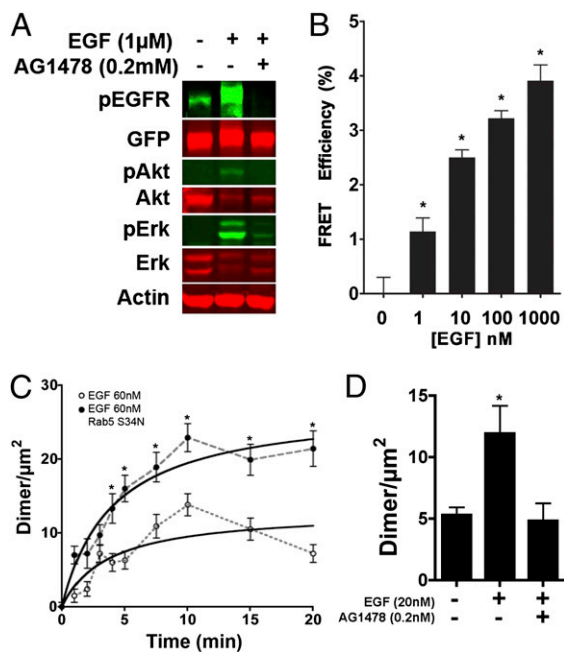 A
EGF (1µM) - + +
AG1478 (0.2mM) - - +
pEGFR
GFP
pAkt
Akt
pErk
Erk
Actin
B
FRET Efficiency (%)
5
4
3
2
1
0
* * * *
0 1 10 100 1000
[EGF] nM
C
EGF 60nM
EGF 60nM
Rab5 S34N
Dimer/µm²
30
20
10
0
* * * * * *
0 5 10 15 20
Time (min)
D
Dimer/µm²
15
10
5
0
*
EGF (20nM) - + +
AG1478 (0.2nM) - - +